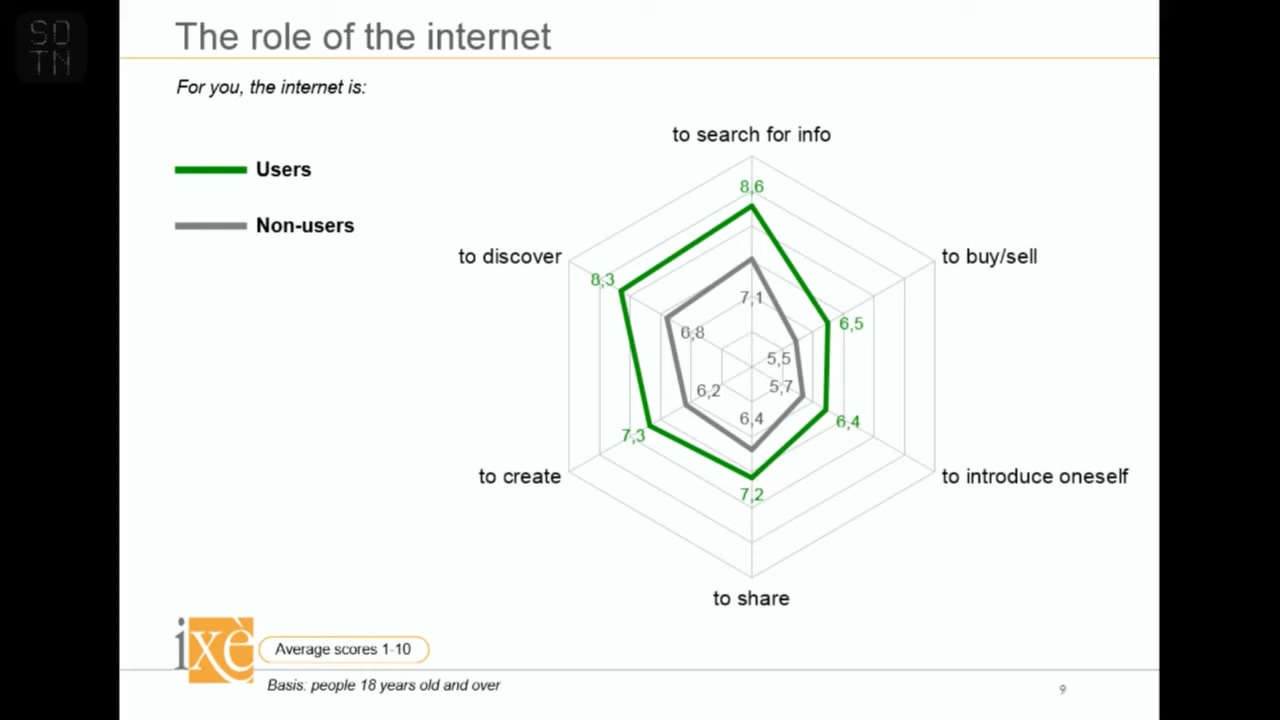 SO
TN
The role of the internet
For you, the internet is:
Users
Non-users
to search for info
8,6
to discover
to buy/sell
8,3
7,1
6,5
6,8
5,5
5,7
6,2
6,4
6,4
7,3
to create
to introduce oneself
7,2
to share
ixè
Average scores 1-10
Basis: people 18 years old and over
9